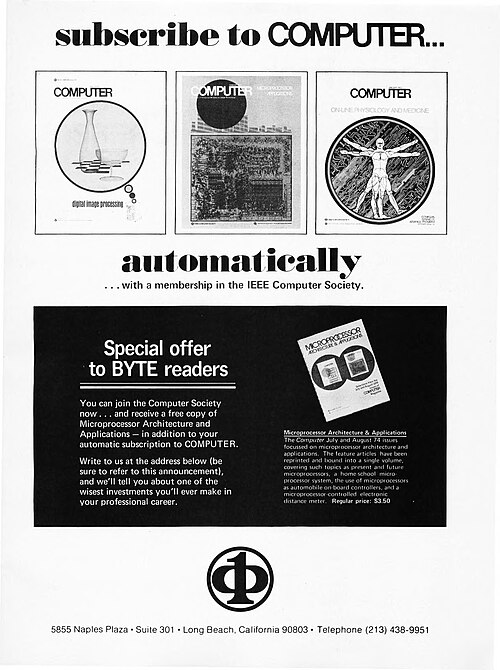 subscribe to COMPUTER...
COMPUTER
digital image processing
COMPUTER
MICROPROCESSOR
APPLICATIONS
COMPUTER
ON-LINE, PHYSIOLOGY AND MEDICINE
automatically
. . . with a membership in the IEEE Computer Society.
Special offer
to BYTE readers
You can join the Computer Society
now . . . and receive a free copy of
Microprocessor Architecture and
Applications — in addition to your
automatic subscription to COMPUTER.
Write to us at the address below (be
sure to refer to this announcement),
and we'll tell you about one of the
wisest investments you'll ever make in
your professional career.
MICROPROCESSOR
ARCHITECTURE & APPLICATIONS
COMPUTER
Microprocessor Architecture & Applications
The Computer July and August 74 issues
focussed on microprocessor architecture and
applications. The feature articles have been
reprinted and bound into a single volume,
covering such topics as present and future
microprocessors, a home-school micro-
processor system, the use of microprocessors
as automobile on-board controllers, and a
microprocessor-controlled electronic
distance meter. Regular price: $3.50
5855 Naples Plaza • Suite 301 • Long Beach, California 90803 • Telephone (213) 438-9951